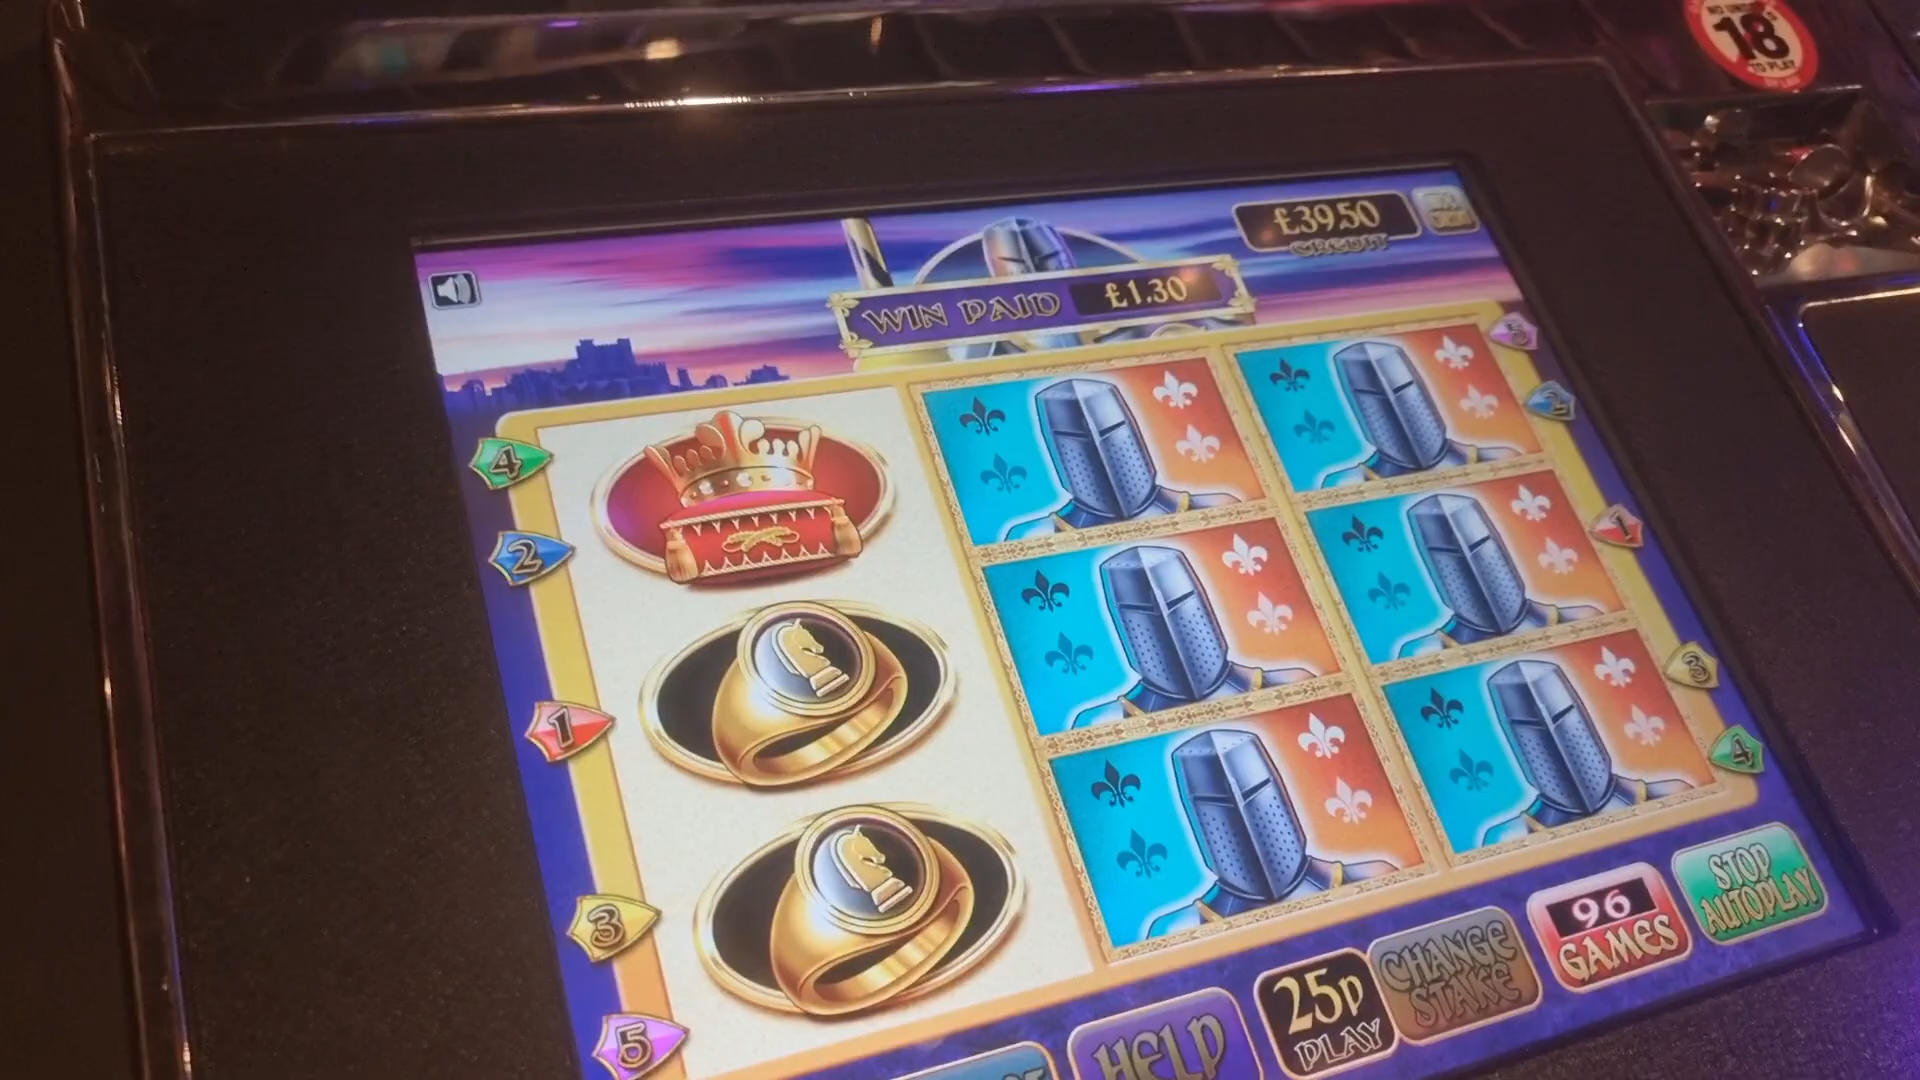 NO UNDER 18's
TO PLAY
£39.50
CREDIT
WIN PAID £1.30
5
2
4
2
1
1
3
3
4
5
STOP
AUTOPLAY
96
GAMES
CHANGE
STAKE
25p
PLAY
HELP